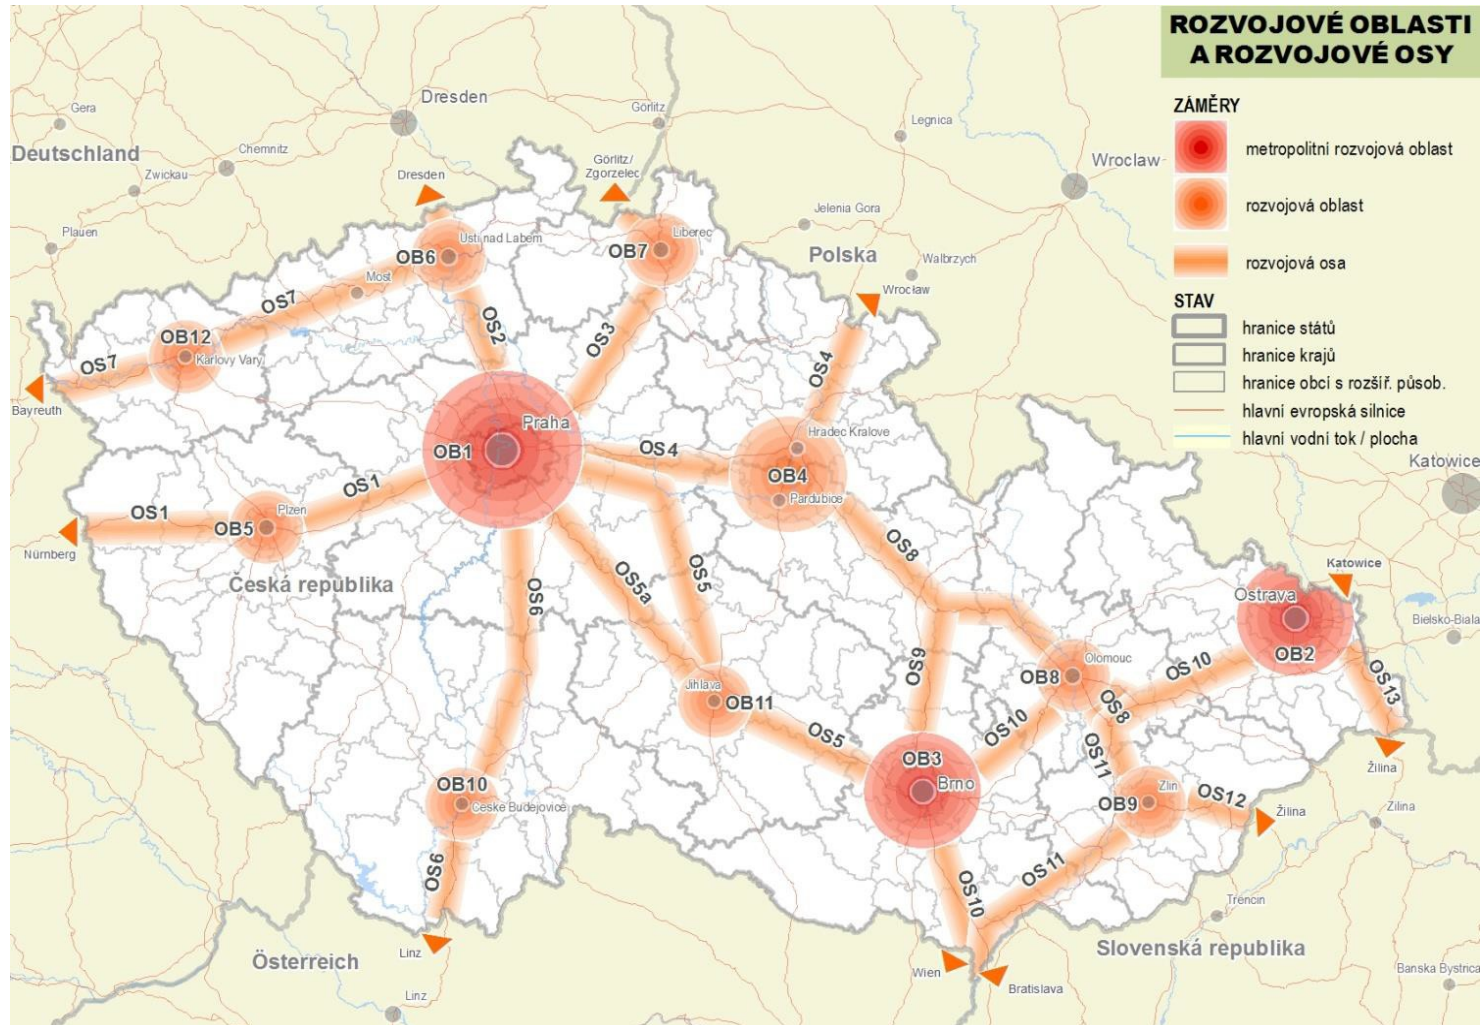 ROZVOJOVÉ OBLASTI
A ROZVOJOVÉ OSY
ZÁMĚRY
metropolitní rozvojová oblast
rozvojová oblast
rozvojová osa
STAV
hranice států
hranice krajů
hranice obcí s rozšíř. působ.
hlavní evropská silnice
hlavní vodní tok / plocha
Dresden
Görlitz
Gera
Legnica
Deutschland
Chemnitz
Wroclaw
Zwickau
Dresden
Görlitz/
Zgorzelec
Plauen
Jelenia Gora
Usti nad Labem
Liberec
OB6
OB7
Polska
Walbrzych
Most
Wrocław
OS7
OS2
OS3
OB12
Karlovy Vary
OS7
OS4
Bayreuth
Praha
Hradec Kralove
OB1
OS4
OB4
Pardubice
Katowice
OS1
OS1
Plzen
OB5
Nürnberg
OS8
Katowice
Česká republika
OS5a
OS5
OS6
Ostrava
Bielsko-Biala
OB2
OS9
Olomouc
OB8
OS10
OS13
Jihlava
OB11
OS8
OS10
OS5
OS11
Žilina
OB3
Brno
OB10
Ceske Budejovice
Zlin
OB9
OS12
Žilina
Zilina
OS6
OS11
OS10
Trencin
Linz
Österreich
Slovenská republika
Wien
Bratislava
Banska Bystrica
Linz